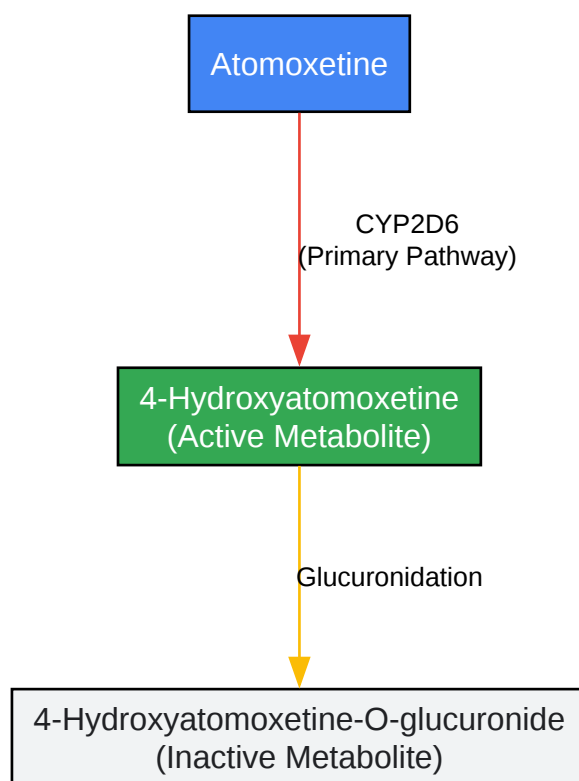 Atomoxetine
CYP2D6
(Primary Pathway)
4-Hydroxyatomoxetine
(Active Metabolite)
Glucuronidation
4-Hydroxyatomoxetine-O-glucuronide
(Inactive Metabolite)